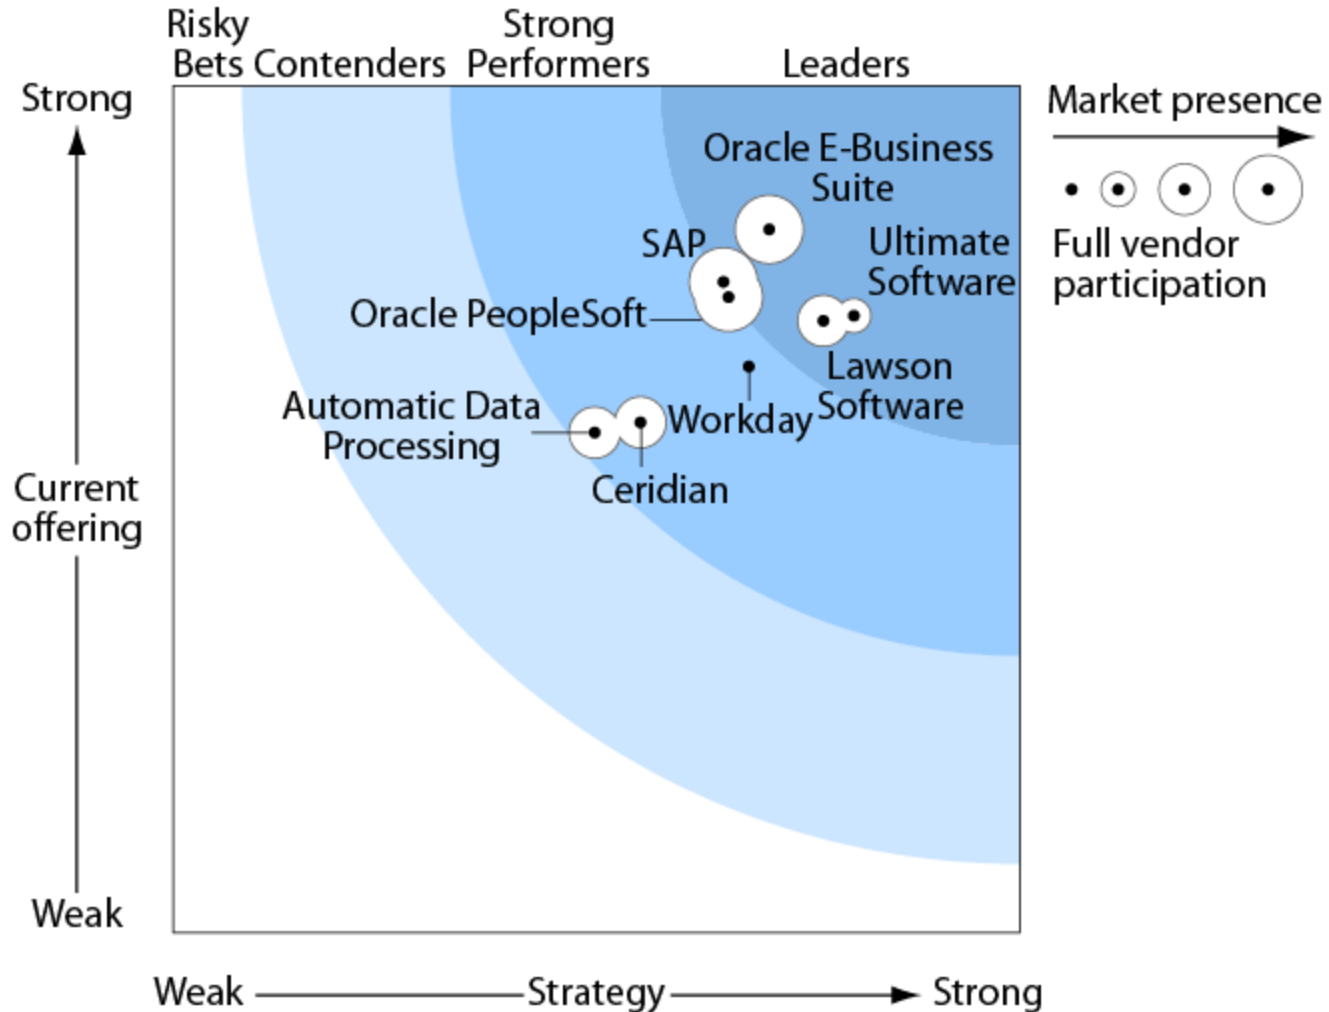 Risky
Bets
Contenders
Strong
Performers
Leaders
Strong
Market presence
Oracle E-Business
Suite
SAP
Ultimate
Software
Full vendor
participation
Oracle PeopleSoft
Lawson
Software
Automatic Data
Processing
Workday
Ceridian
Current
offering
Weak
Weak
Strategy
Strong